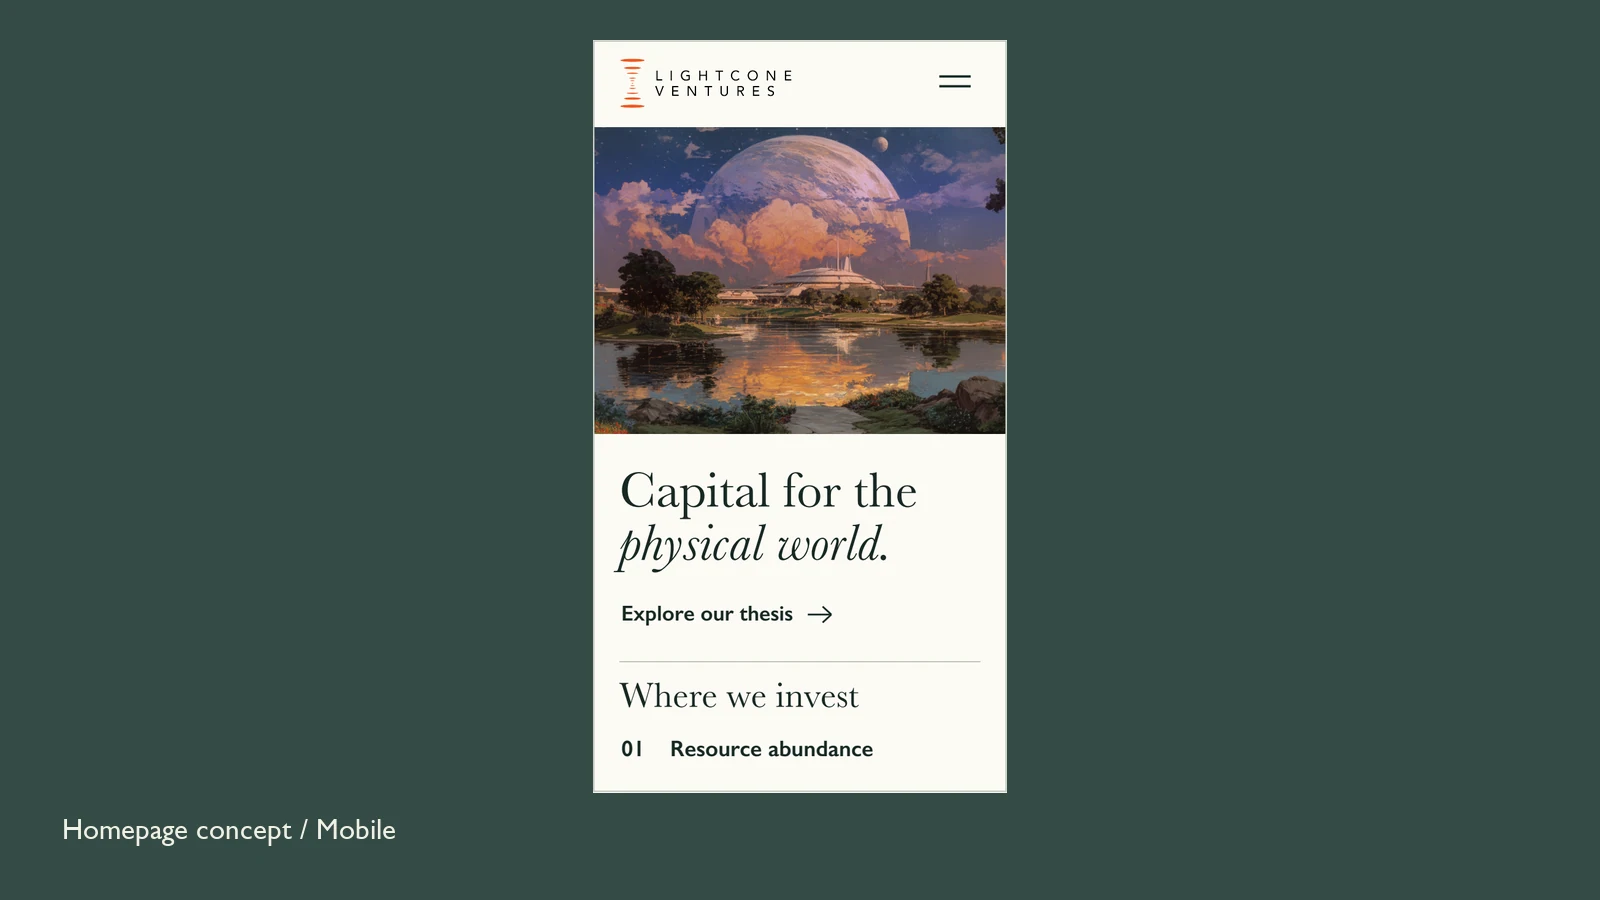 LIGHTCONE
VENTURES
Capital for the
physical world.
Explore our thesis
Where we invest
01 Resource abundance
Homepage concept / Mobile